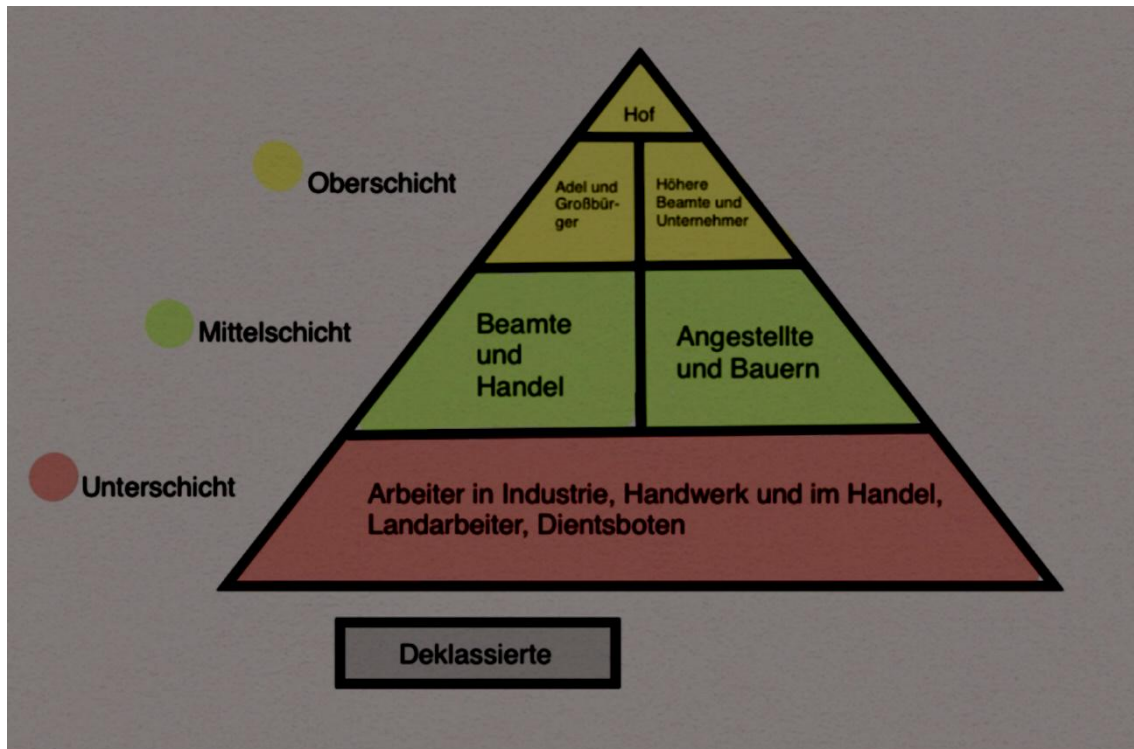 Hof
Oberschicht
Adel und
Großbür-
ger
Höhere
Beamte und
Unternehmer
Mittelschicht
Beamte
und
Handel
Angestellte
und Bauern
Unterschicht
Arbeiter in Industrie, Handwerk und im Handel,
Landarbeiter, Dientsboten
Deklassierte